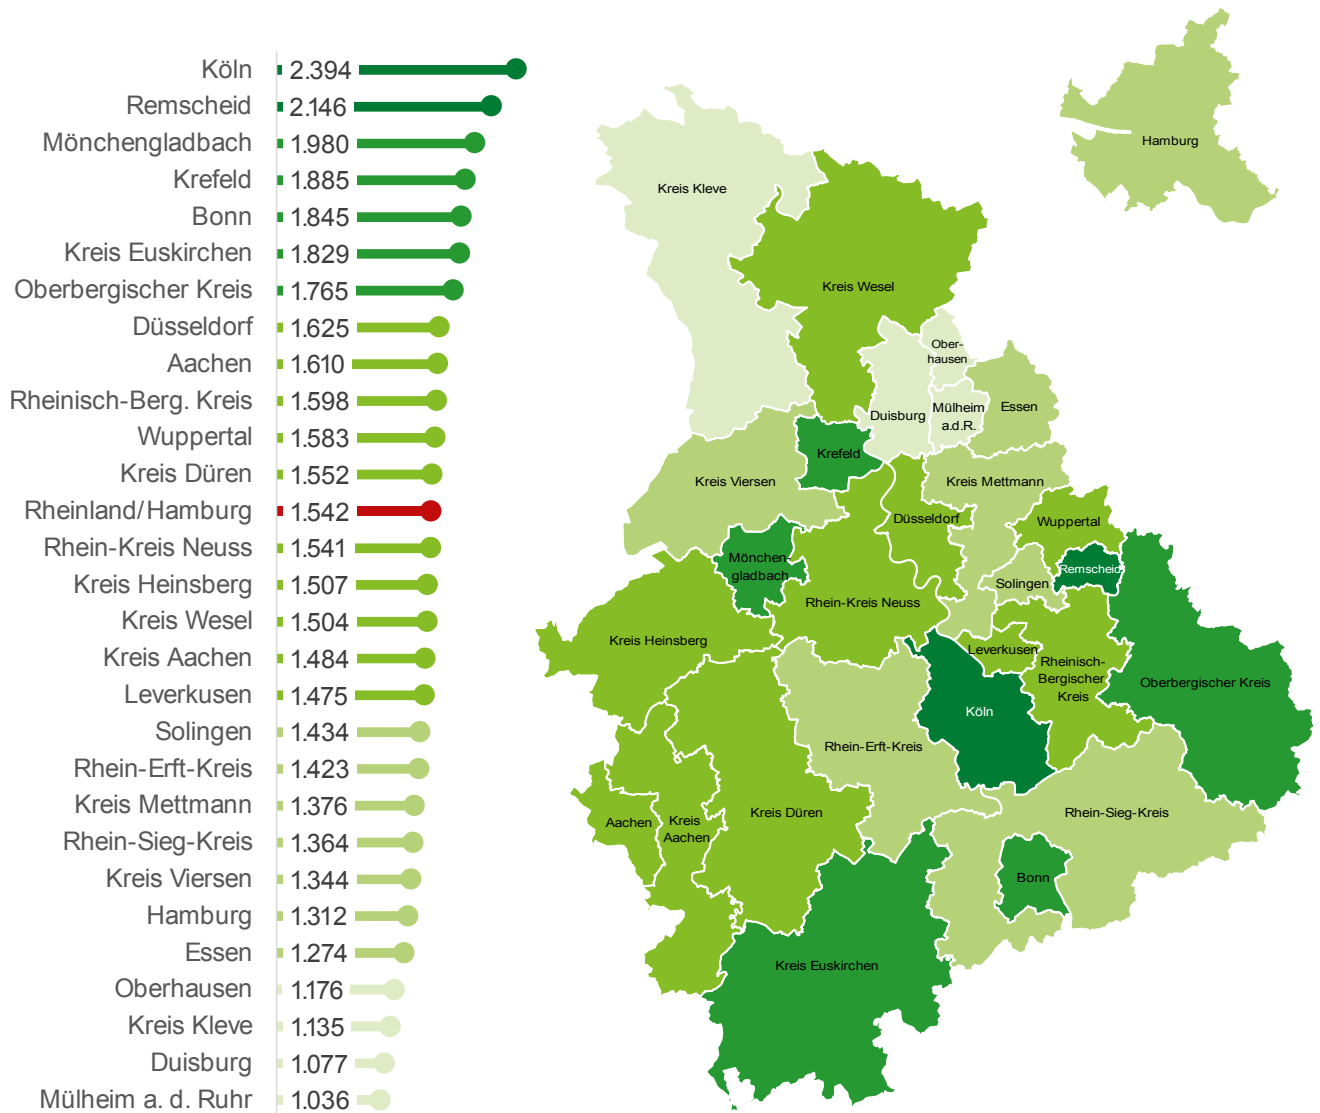 Köln 2.394
Remscheid 2.146
Mönchengladbach 1.980
Krefeld 1.885
Bonn 1.845
Kreis Euskirchen 1.829
Oberbergischer Kreis 1.765
Düsseldorf 1.625
Aachen 1.610
Rheinisch-Berg. Kreis 1.598
Wuppertal 1.583
Kreis Düren 1.552
Rheinland/Hamburg 1.542
Rhein-Kreis Neuss 1.541
Kreis Heinsberg 1.507
Kreis Wesel 1.504
Kreis Aachen 1.484
Leverkusen 1.475
Solingen 1.434
Rhein-Erft-Kreis 1.423
Kreis Mettmann 1.376
Rhein-Sieg-Kreis 1.364
Kreis Viersen 1.344
Hamburg 1.312
Essen 1.274
Oberhausen 1.176
Kreis Kleve 1.135
Duisburg 1.077
Mülheim a. d. Ruhr 1.036
Hamburg
Kreis Kleve
Kreis Wesel
Ober-
hausen
Duisburg
Mülheim
a.d.R.
Essen
Krefeld
Kreis Viersen
Kreis Mettmann
Düsseldorf
Wuppertal
Mönchen-
gladbach
Remscheid
Solingen
Rhein-Kreis Neuss
Kreis Heinsberg
Leverkusen
Rheinisch-
Bergischer
Kreis
Oberbergischer Kreis
Köln
Rhein-Erft-Kreis
Kreis Düren
Rhein-Sieg-Kreis
Aachen
Kreis
Aachen
Bonn
Kreis Euskirchen